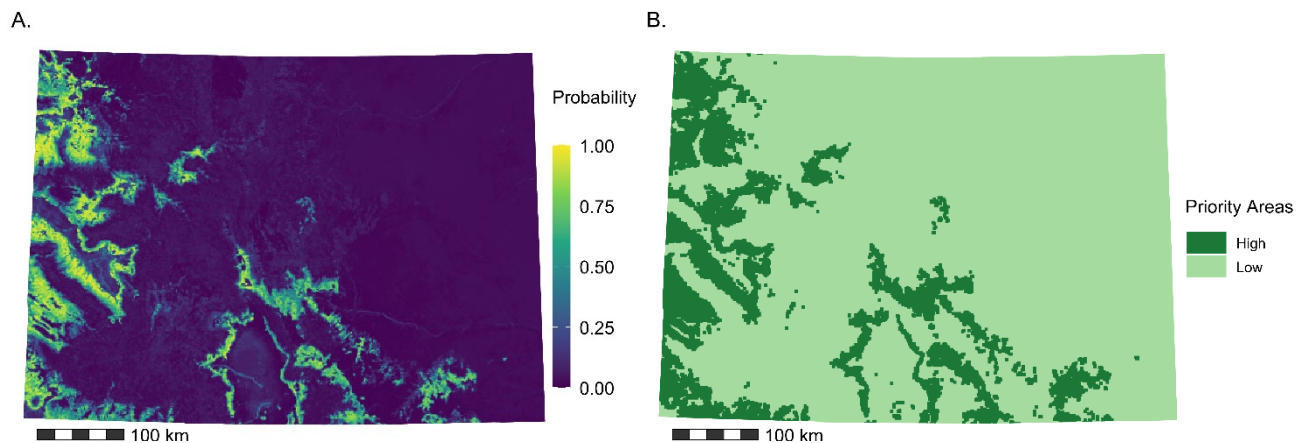 A.
Probability
1.00
0.75
0.50
0.25
0.00
100 km
B.
Priority Areas
High
Low
100 km